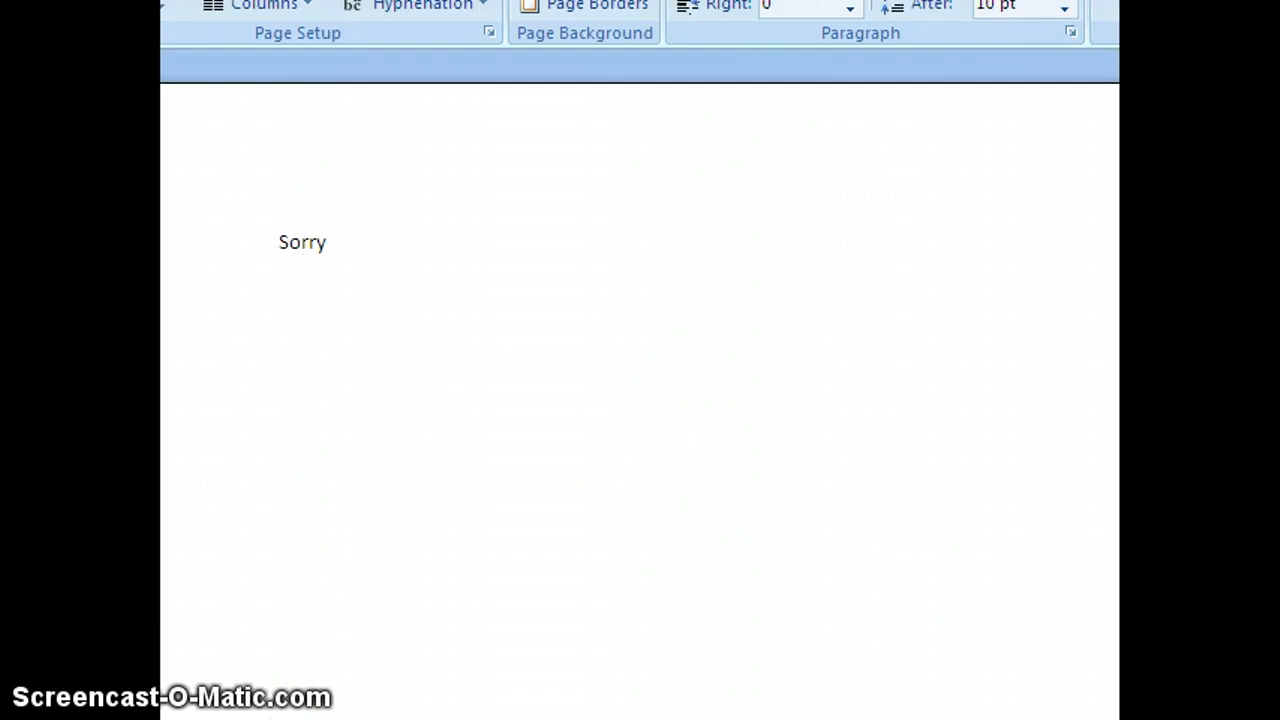 Columns Hyphenation Page Borders Right: 0 After: 10 pt
Page Setup Page Background Paragraph
Sorry
Screencast-O-Matic.com